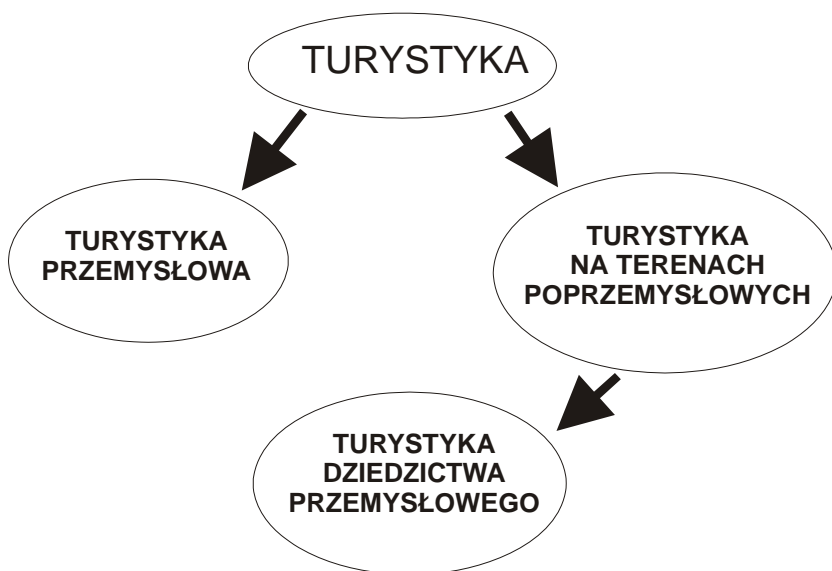 TURYSTYKA
TURYSTYKA
PRZEMYSŁOWA
TURYSTYKA
NA TERENACH
POPRZEMYSŁOWYCH
TURYSTYKA
DZIEDZICTWA
PRZEMYSŁOWEGO